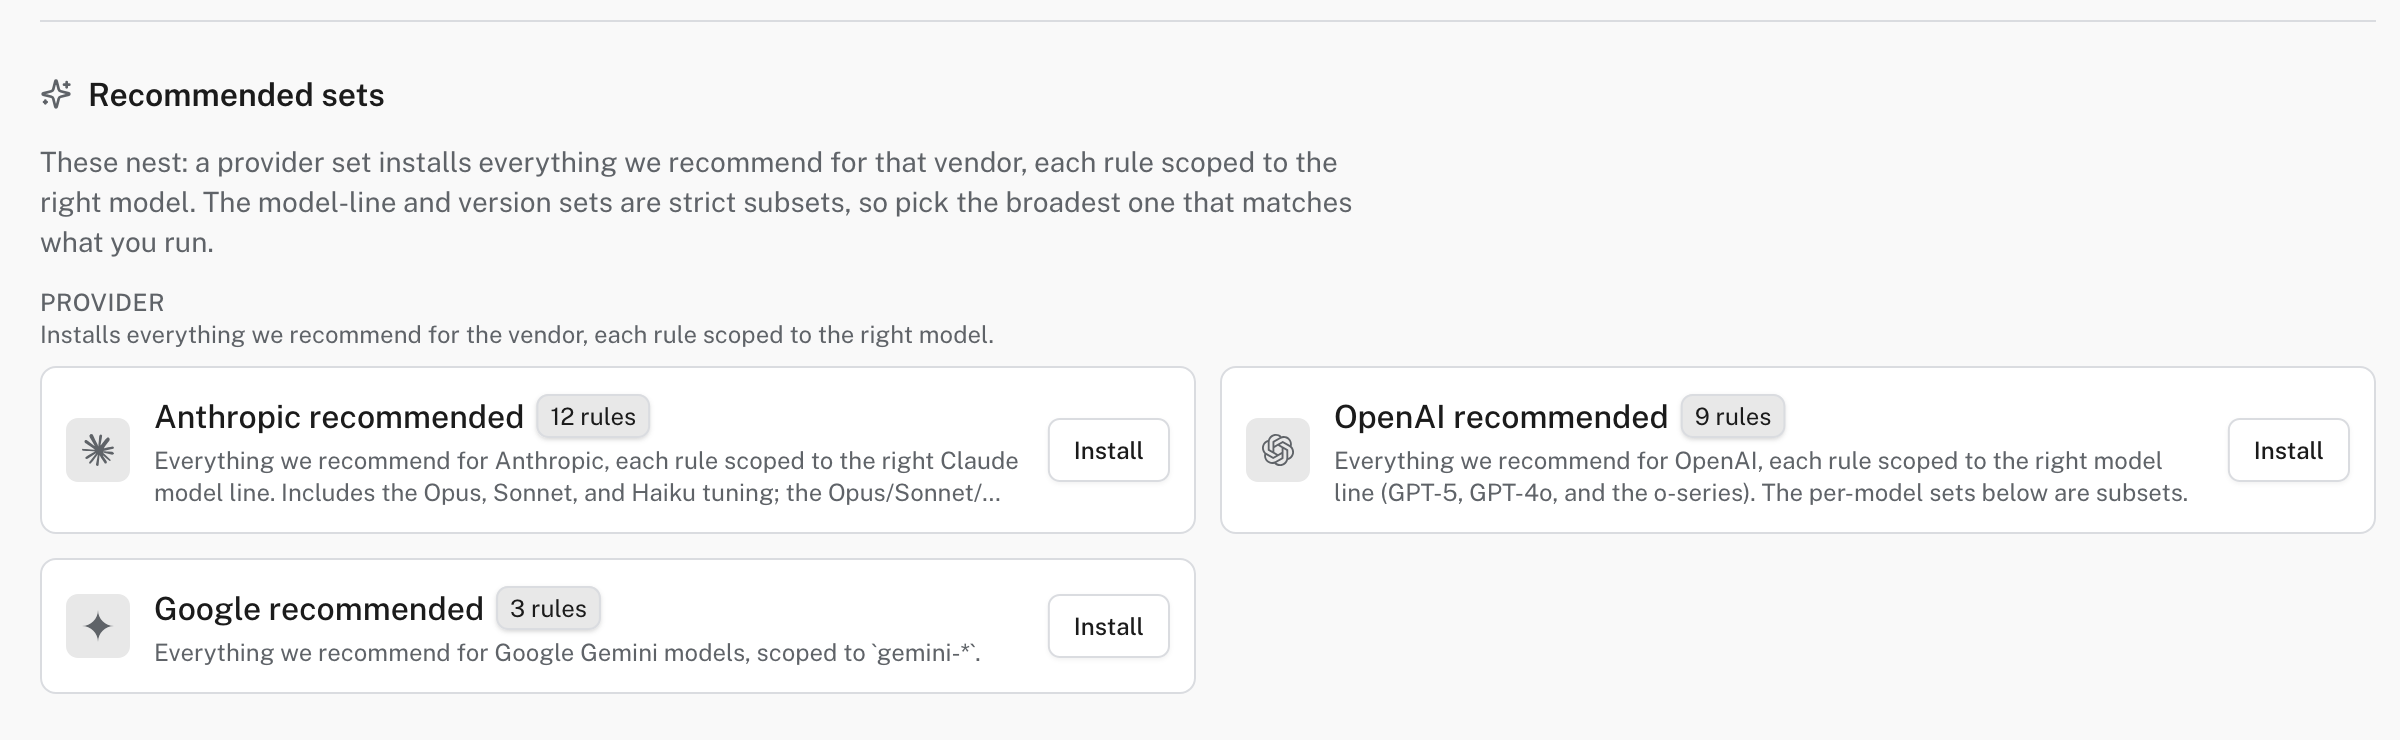 Recommended sets
These nest: a provider set installs everything we recommend for that vendor, each rule scoped to the
right model. The model-line and version sets are strict subsets, so pick the broadest one that matches
what you run.
PROVIDER
Installs everything we recommend for the vendor, each rule scoped to the right model.
Anthropic recommended 12 rules
Everything we recommend for Anthropic, each rule scoped to the right Claude
model line. Includes the Opus, Sonnet, and Haiku tuning; the Opus/Sonnet/...
Install
OpenAI recommended 9 rules
Everything we recommend for OpenAI, each rule scoped to the right model
line (GPT-5, GPT-4o, and the o-series). The per-model sets below are subsets.
Install
Google recommended 3 rules
Everything we recommend for Google Gemini models, scoped to `gemini-*`.
Install